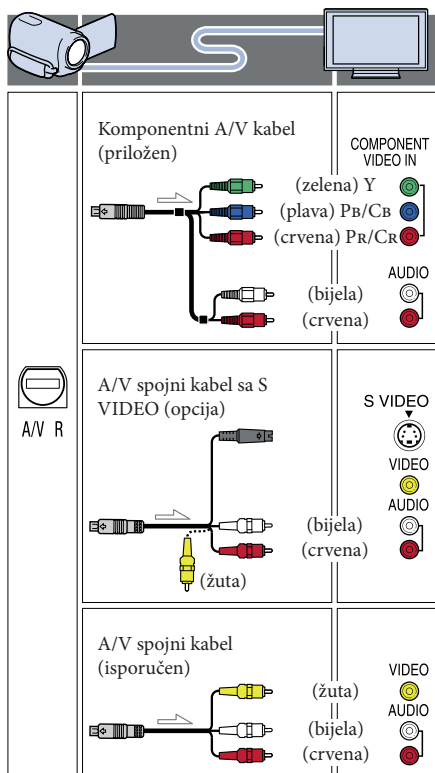 Komponentni A/V kabel
(priložen)
COMPONENT
VIDEO IN
(zelena) Y
(plava) PB/CB
(crvena) PR/CR
AUDIO
(bijela)
(crvena)
A/V R
A/V spojni kabel sa S
VIDEO (opcija)
S VIDEO
VIDEO
AUDIO
(bijela)
(crvena)
(žuta)
A/V spojni kabel
(isporučen)
VIDEO
(žuta)
AUDIO
(bijela)
(crvena)